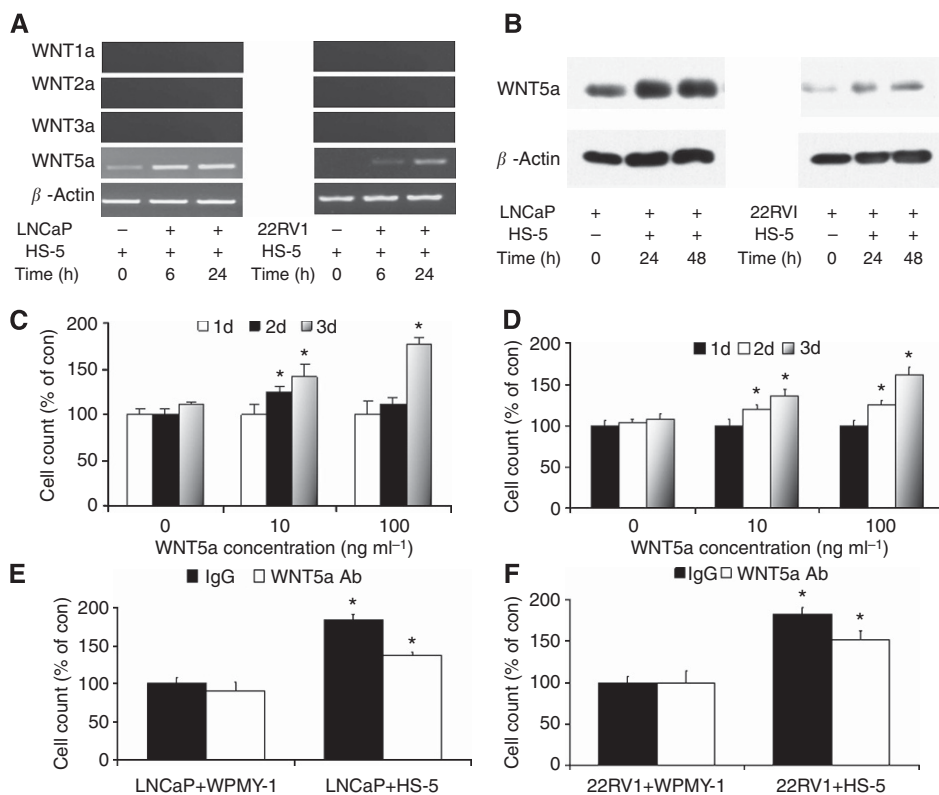 A
WNT1a
WNT2a
WNT3a
WNT5a
β -Actin
LNCaP – + + 22RV1 – + +
HS-5 + + + HS-5 + + +
Time (h) 0 6 24 Time (h) 0 6 24
B
WNT5a
β -Actin
LNCaP + + + 22RVI + + +
HS-5 – + + HS-5 – + +
Time (h) 0 24 48 Time (h) 0 24 48
C
1d 2d 3d
Cell count (% of con)
200
150
100
50
0
* * *
0 10 100
WNT5a concentration (ng ml–1)
D
1d 2d 3d
Cell count (% of con)
200
150
100
50
0
* * * *
0 10 100
WNT5a concentration (ng ml–1)
E
IgG WNT5a Ab
Cell count (% of con)
200
150
100
50
0
* *
LNCaP+WPMY-1 LNCaP+HS-5
F
IgG WNT5a Ab
Cell count (% of con)
200
150
100
50
0
* *
22RV1+WPMY-1 22RV1+HS-5